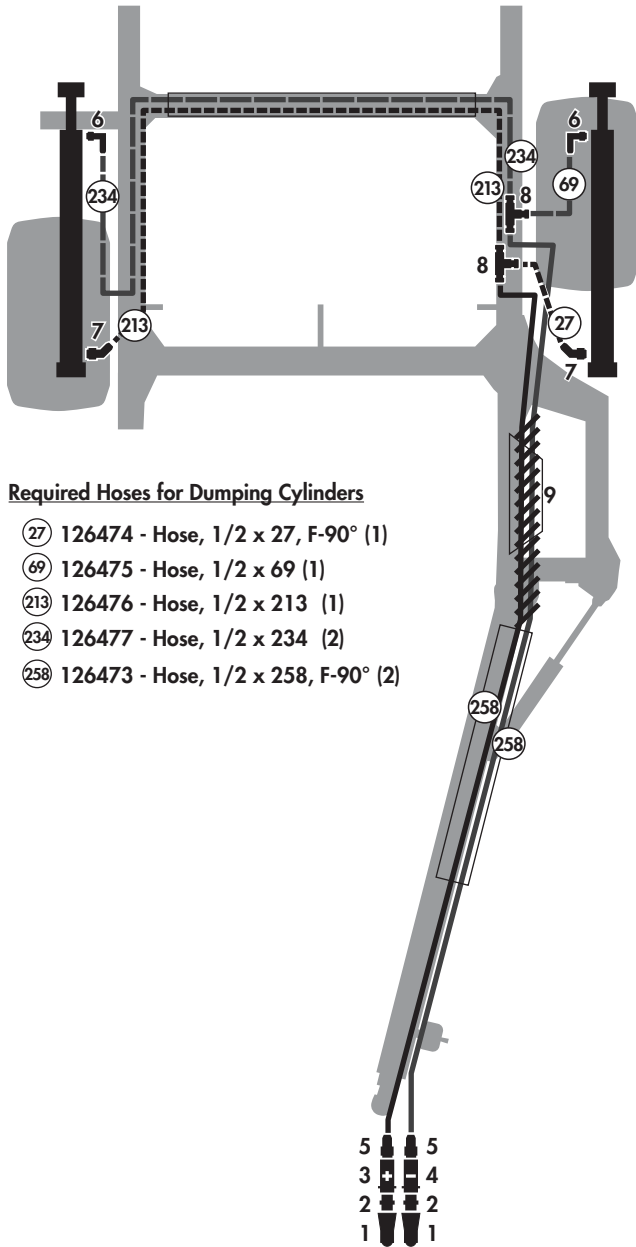 6
6
234
234
213
69
8
8
7
213
27
7
Required Hoses for Dumping Cylinders
9
27 126474 - Hose, 1/2 x 27, F-90° (1)
69 126475 - Hose, 1/2 x 69 (1)
213 126476 - Hose, 1/2 x 213 (1)
234 126477 - Hose, 1/2 x 234 (2)
258 126473 - Hose, 1/2 x 258, F-90° (2)
258
258
5 5
3 + − 4
2 2
1 1